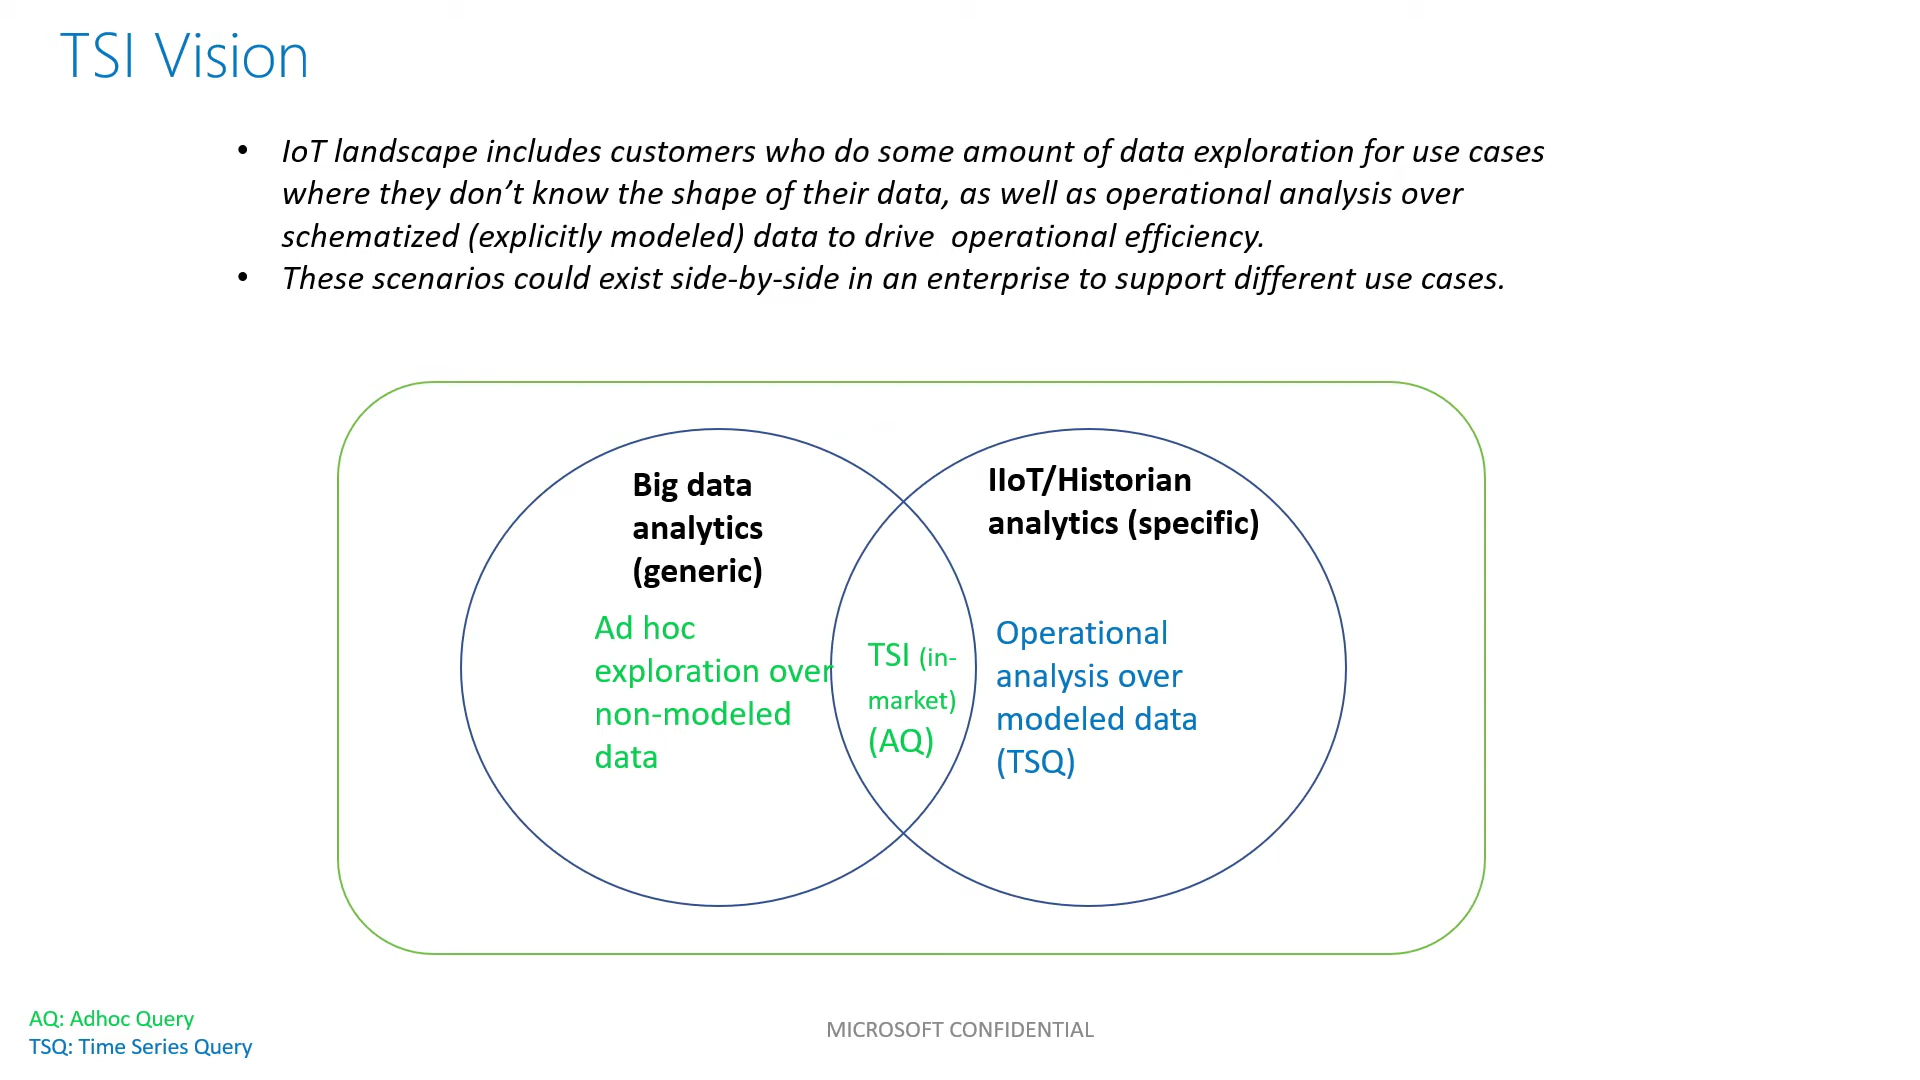 TSI Vision
• IoT landscape includes customers who do some amount of data exploration for use cases
where they don’t know the shape of their data, as well as operational analysis over
schematized (explicitly modeled) data to drive  operational efficiency.
• These scenarios could exist side-by-side in an enterprise to support different use cases.
Big data
analytics
(generic)
Ad hoc
exploration over
non-modeled
data
TSI (in-
market)
(AQ)
IIoT/Historian
analytics (specific)
Operational
analysis over
modeled data
(TSQ)
AQ: Adhoc Query
TSQ: Time Series Query
MICROSOFT CONFIDENTIAL